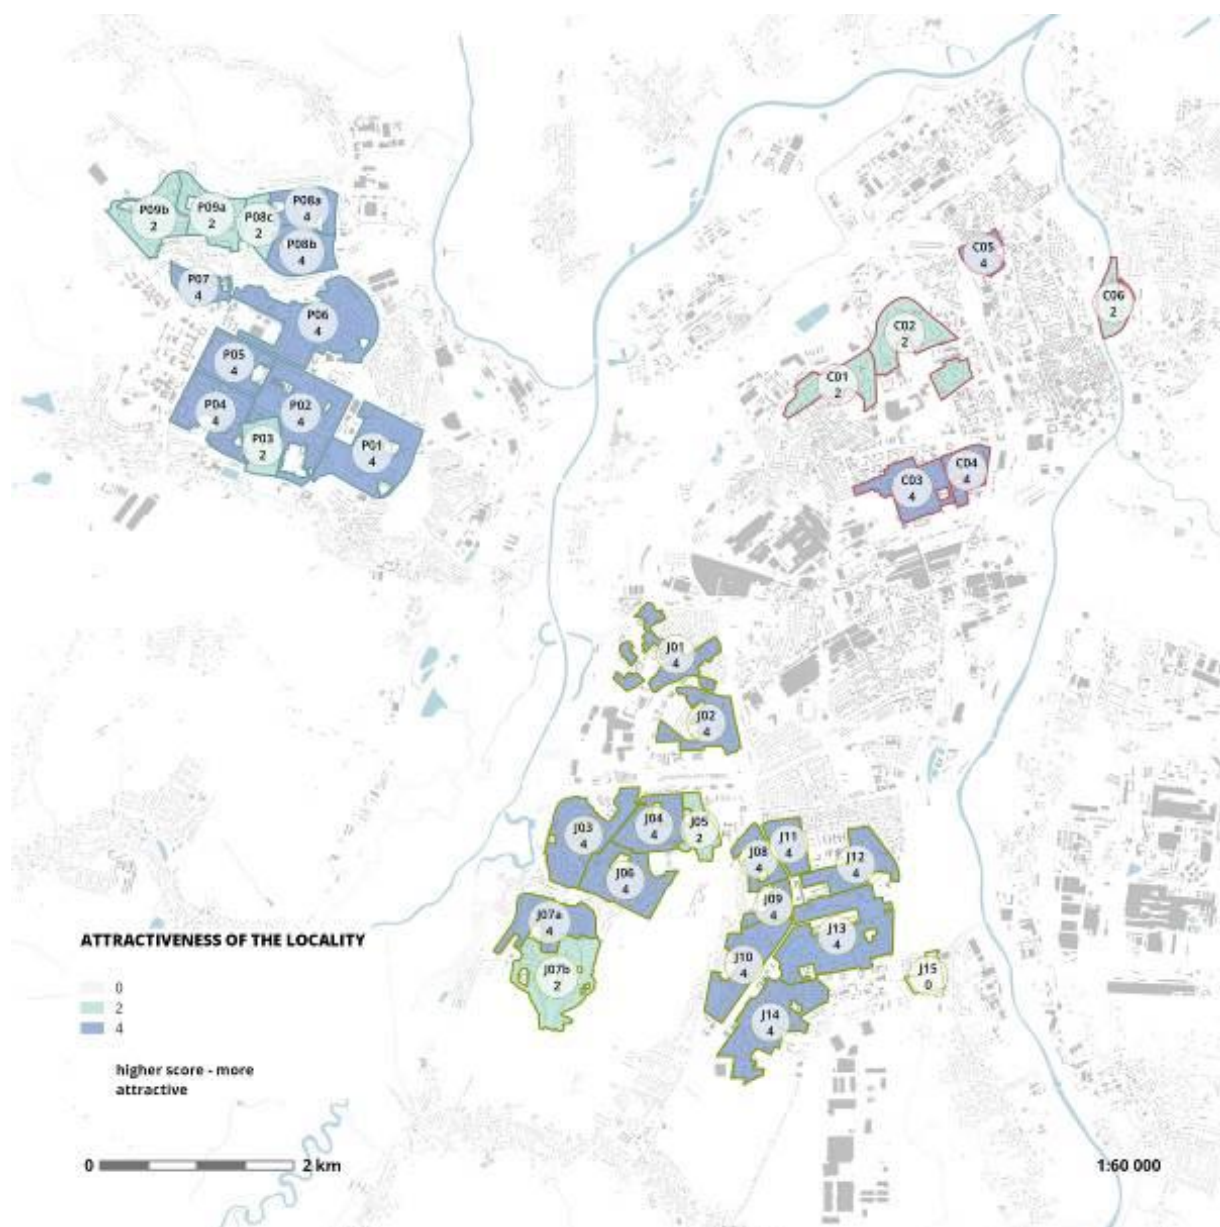 P08a
4
P09b
2
P09a
2
P08c
2
P08b
4
P07
4
P06
4
P05
4
P04
4
P02
4
P03
2
P01
4
C05
4
C06
2
C02
2
C01
2
C04
4
C03
4
J01
4
J02
4
J03
4
J04
4
J05
2
J06
4
J11
4
J08
4
J12
4
J09
4
J07a
4
J13
4
J10
4
J07b
2
J15
0
J14
4
ATTRACTIVENESS OF THE LOCALITY
0
2
4
higher score - more
attractive
0 2 km
1:60 000